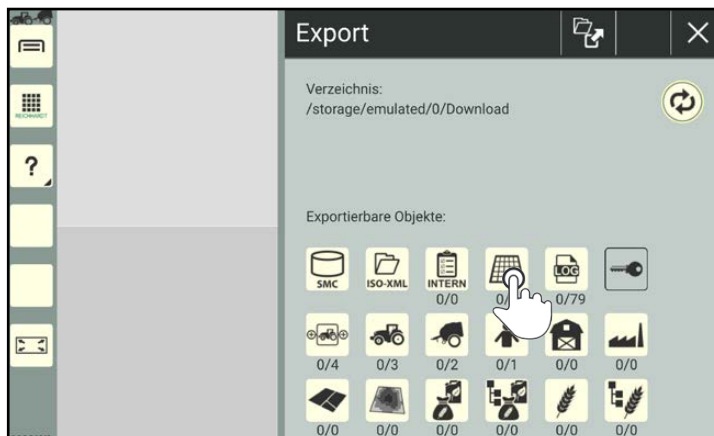 Export
REICHHARDT
Verzeichnis:
/storage/emulated/0/Download
?
Exportierbare Objekte:
SMC ISO-XML INTERN LOG
0/0 0/79
0/4 0/3 0/2 0/1 0/0 0/0
0/0 0/0 0/0 0/0 0/0 0/0